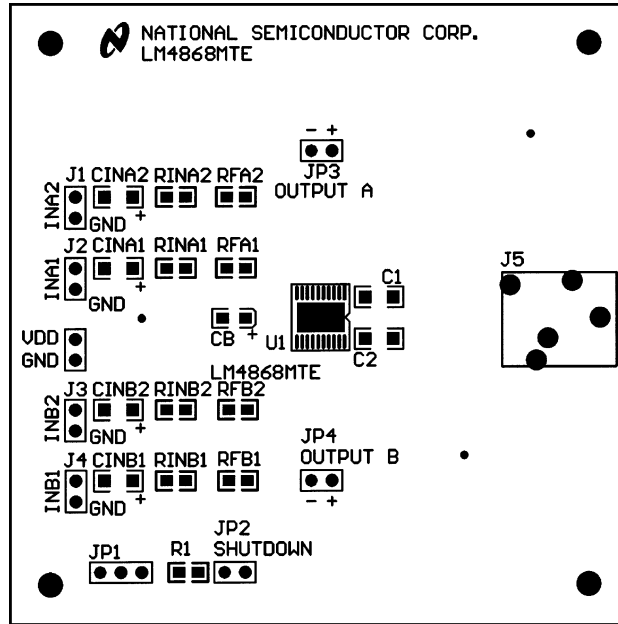 NATIONAL SEMICONDUCTOR CORP.
LM4868MTE
- +
JP3
OUTPUT A
J1 CINA2 RINA2 RFA2
INA2
GND +
J2 CINA1 RINA1 RFA1
INA1
GND +
J5
C1
VDD
GND
CB +
U1
C2
LM4868MTE
J3 CINB2 RINB2 RFB2
INB2
GND +
JP4
OUTPUT B
J4 CINB1 RINB1 RFB1
INB1
GND +
- +
JP2
SHUTDOWN
JP1
R1